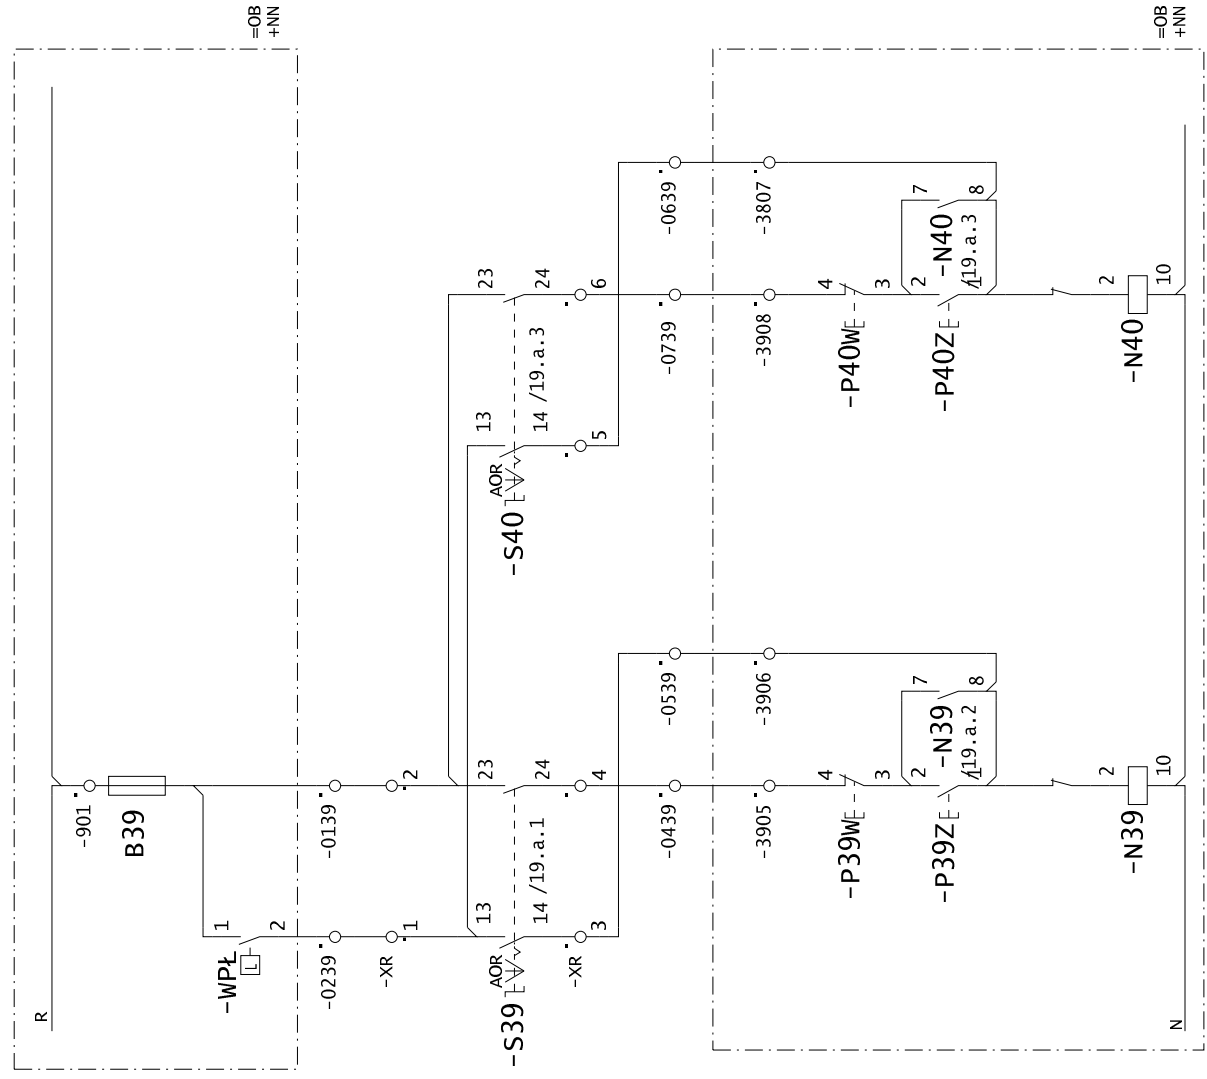 =OB
+NN
=OB
+NN
R
-901
B39
1
2
-WPŁ
L
-0139
-0239
2
1
-XR
23
24
13
14 /19.a.1
AOR
-S39
4
3
-XR
23
24
13
14 /19.a.3
AOR
-S40
6
5
-0639
-0739
-0539
-0439
-3807
-3908
-3906
-3905
4
3
-P40W
7
8
-N40
/19.a.3
2
1
-P40Z
2
10
-N40
4
3
-P39W
7
8
-N39
/19.a.2
2
1
-P39Z
2
10
-N39
N